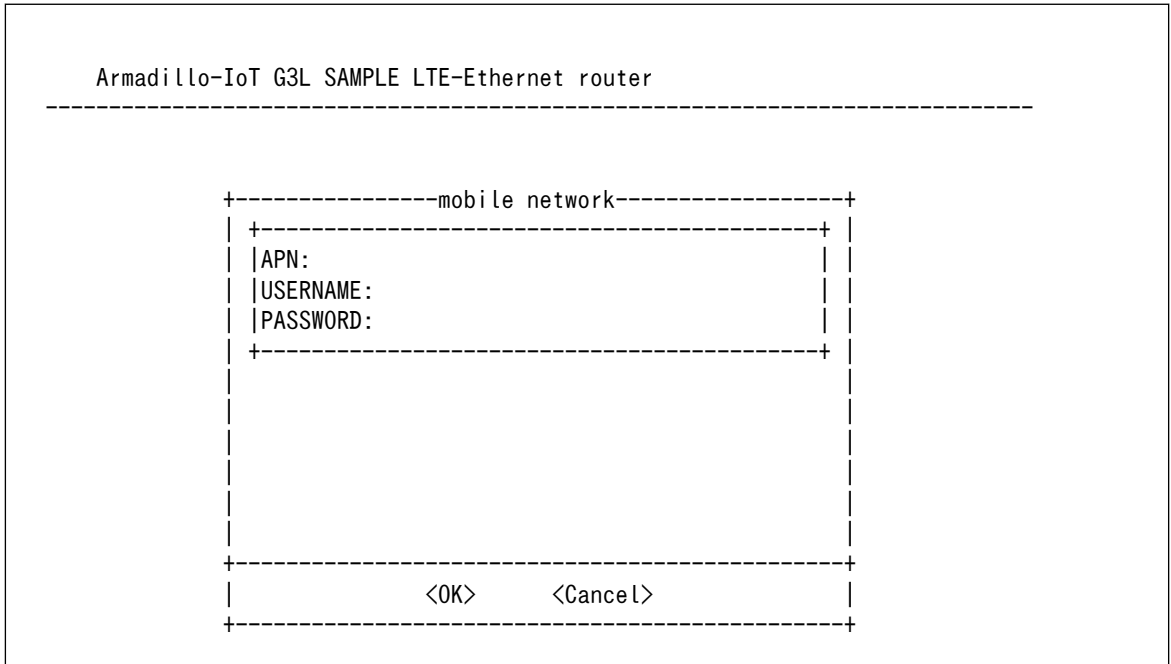 Armadillo-IoT G3L SAMPLE LTE-Ethernet router
mobile network
APN:
USERNAME:
PASSWORD:
<OK> <Cancel>